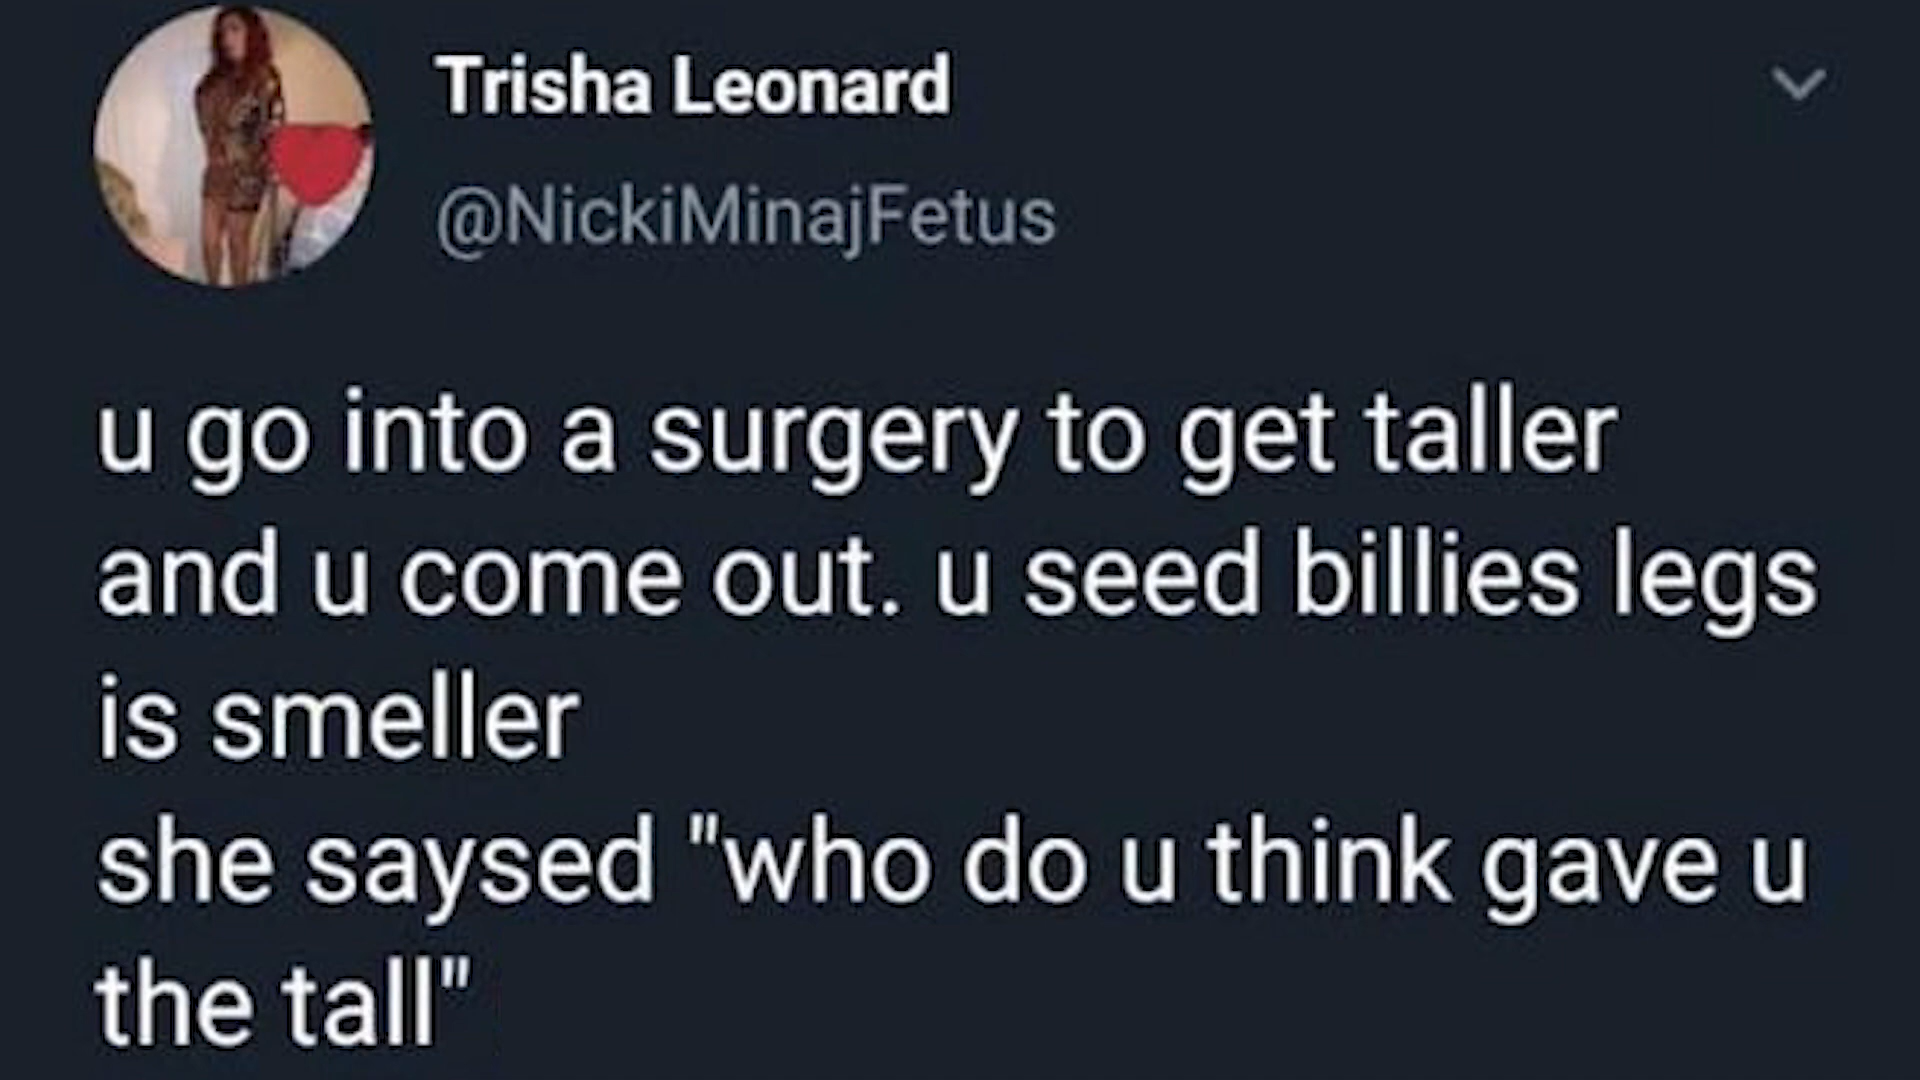 Trisha Leonard
@NickiMinajFetus
u go into a surgery to get taller
and u come out. u seed billies legs
is smeller
she saysed "who do u think gave u
the tall"